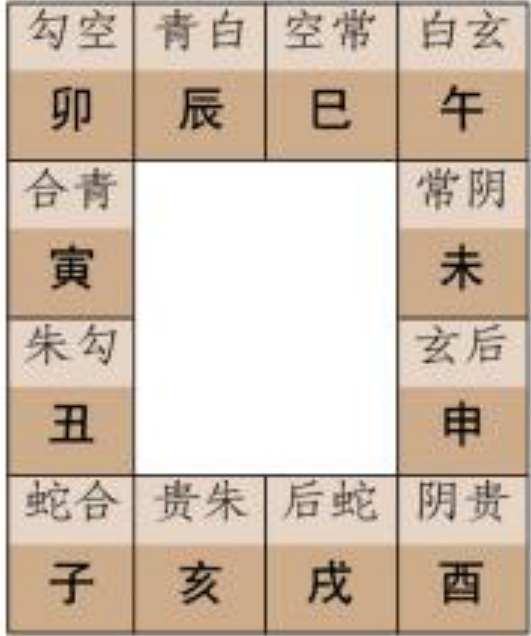 勾空 青白 空常 白玄
卯 辰 巳 午
合青 常阴
寅 未
朱勾 玄后
丑 申
蛇合 贵朱 后蛇 阴贵
子 亥 戌 酉